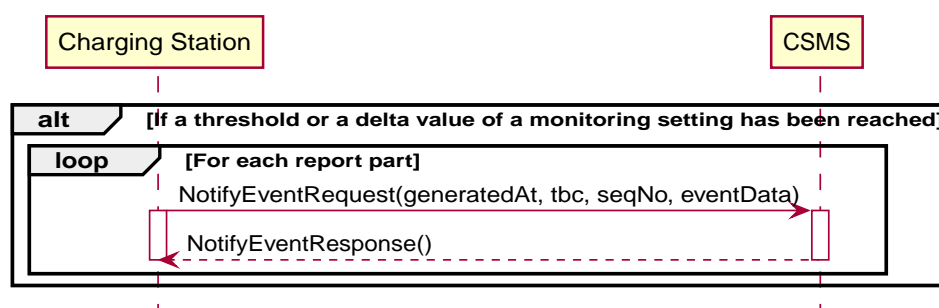 Charging Station
CSMS
alt
[If a threshold or a delta value of a monitoring setting has been reached]
loop
[For each report part]
NotifyEventRequest(generatedAt, tbc, seqNo, eventData)
NotifyEventResponse()